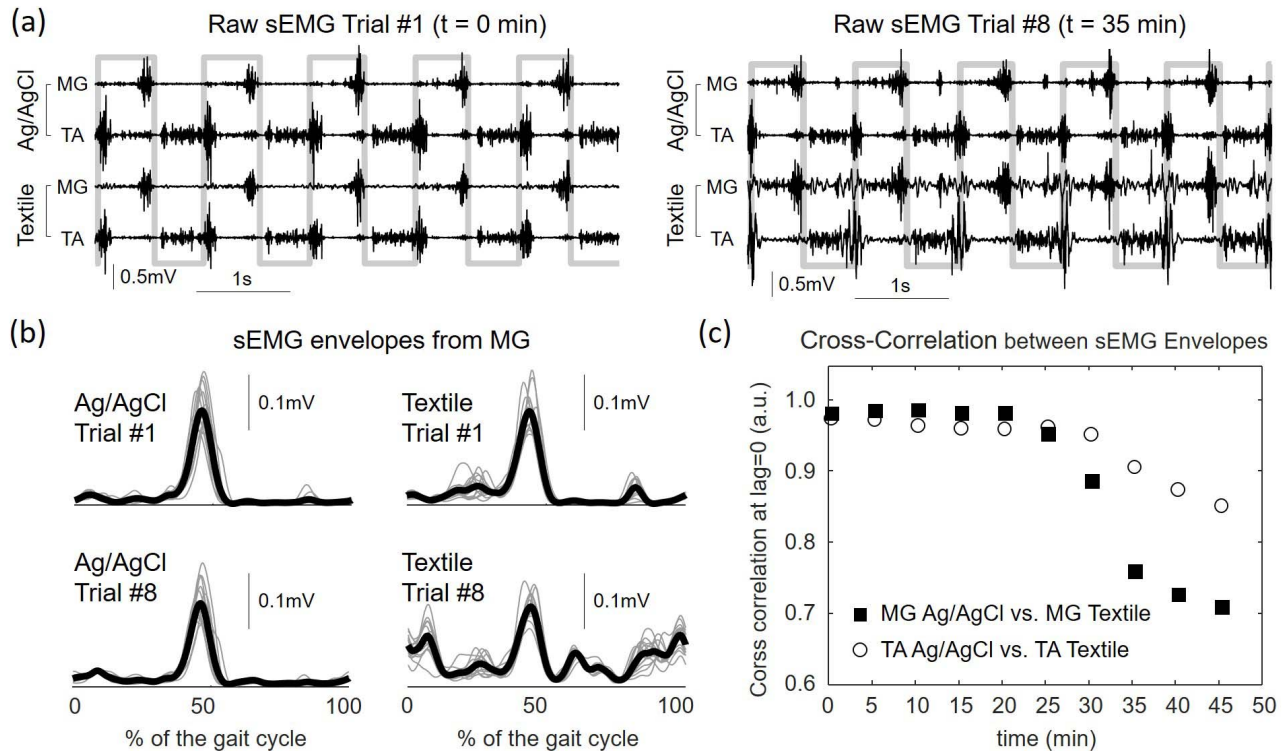 (a)
Raw sEMG Trial #1 (t = 0 min)
Raw sEMG Trial #8 (t = 35 min)
Ag/AgCl
MG
TA
Textile
MG
TA
0.5mV
1s
Ag/AgCl
MG
TA
Textile
MG
TA
0.5mV
1s
(b)
sEMG envelopes from MG
Ag/AgCl
Trial #1
0.1mV
Textile
Trial #1
0.1mV
Ag/AgCl
Trial #8
0.1mV
Textile
Trial #8
0.1mV
0 50 100
0 50 100
% of the gait cycle
% of the gait cycle
(c)
Cross-Correlation between sEMG Envelopes
Corss correlation at lag=0 (a.u.)
1.0
0.9
0.8
0.7
0.6
MG Ag/AgCl vs. MG Textile
TA Ag/AgCl vs. TA Textile
0 5 10 15 20 25 30 35 40 45 50
time (min)